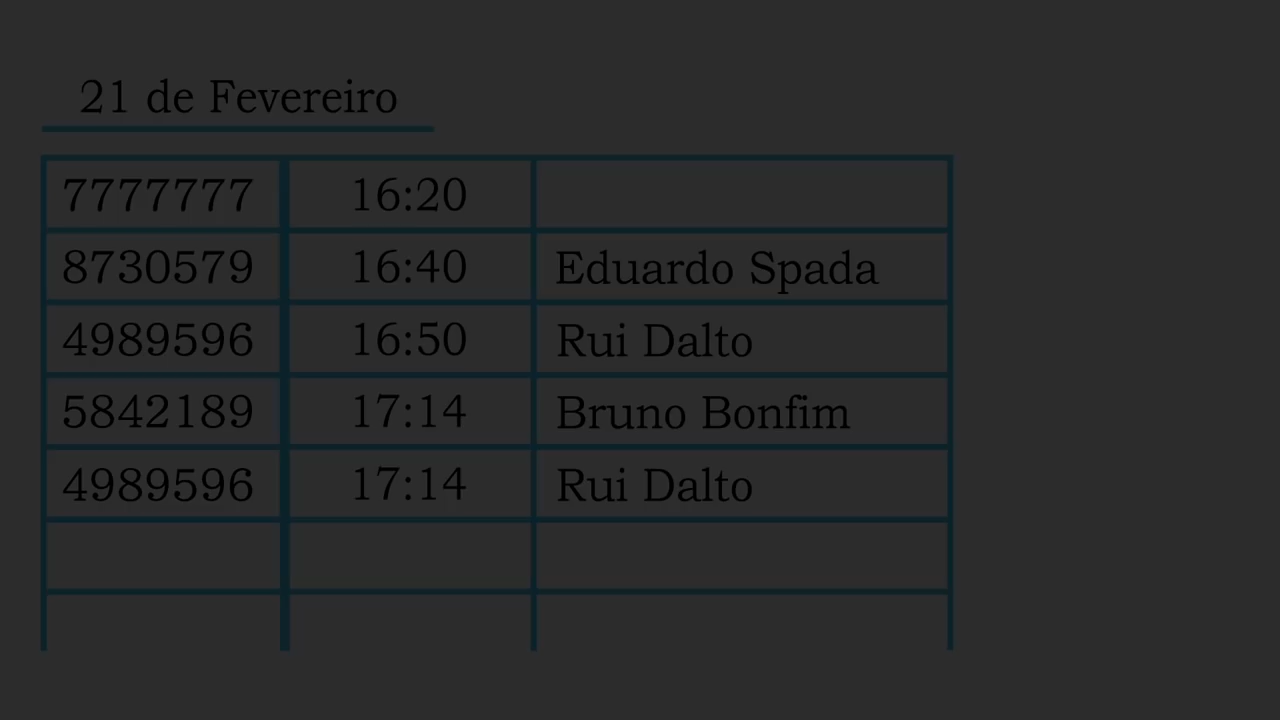 21 de Fevereiro
7777777 16:20
8730579 16:40 Eduardo Spada
4989596 16:50 Rui Dalto
5842189 17:14 Bruno Bonfim
4989596 17:14 Rui Dalto